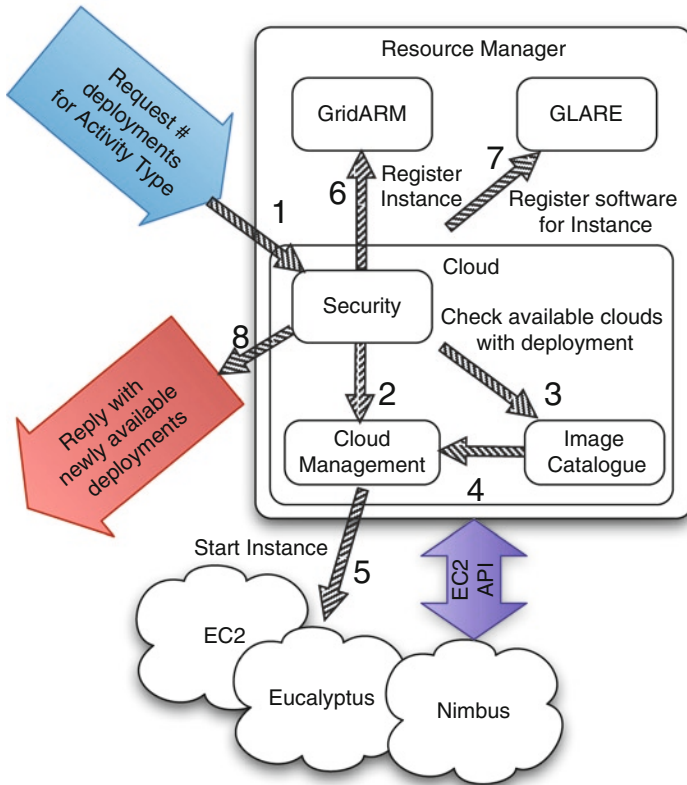 Resource Manager
Request #
deployments
for Activity Type
GridARM
GLARE
1
6
Register
Instance
7
Register software
for Instance
Cloud
Security
Check available clouds
with deployment
8
2
3
Reply with
newly available
deployments
Cloud
Management
Image
Catalogue
4
Start Instance
5
EC2
API
EC2
Eucalyptus
Nimbus